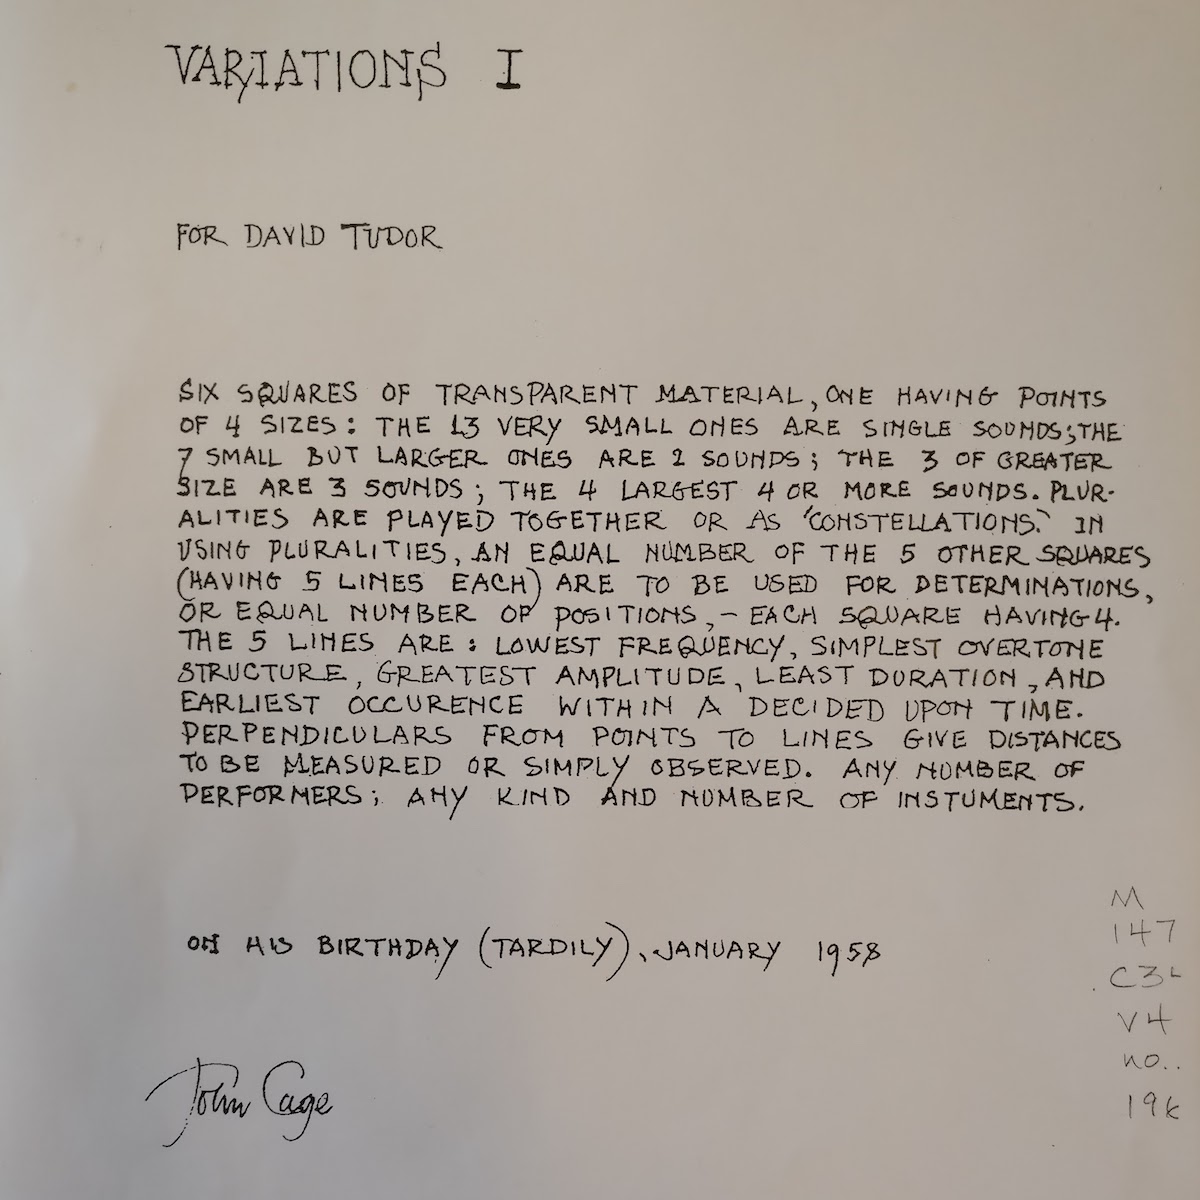 VARIATIONS I
FOR DAVID TUDOR
SIX SQUARES OF TRANSPARENT MATERIAL, ONE HAVING POINTS
OF 4 SIZES: THE 13 VERY SMALL ONES ARE SINGLE SOUNDS; THE
7 SMALL BUT LARGER ONES ARE 2 SOUNDS; THE 3 OF GREATER
SIZE ARE 3 SOUNDS; THE 4 LARGEST 4 OR MORE SOUNDS. PLUR-
ALITIES ARE PLAYED TOGETHER OR AS 'CONSTELLATIONS.' IN
USING PLURALITIES, AN EQUAL NUMBER OF THE 5 OTHER SQUARES
(HAVING 5 LINES EACH) ARE TO BE USED FOR DETERMINATIONS,
OR EQUAL NUMBER OF POSITIONS, – EACH SQUARE HAVING 4.
THE 5 LINES ARE: LOWEST FREQUENCY, SIMPLEST OVERTONE
STRUCTURE, GREATEST AMPLITUDE, LEAST DURATION, AND
EARLIEST OCCURENCE WITHIN A DECIDED UPON TIME.
PERPENDICULARS FROM POINTS TO LINES GIVE DISTANCES
TO BE MEASURED OR SIMPLY OBSERVED. ANY NUMBER OF
PERFORMERS; ANY KIND AND NUMBER OF INSTUMENTS.
ON HIS BIRTHDAY (TARDILY), JANUARY 1958
John Cage
M
147
V4
no..